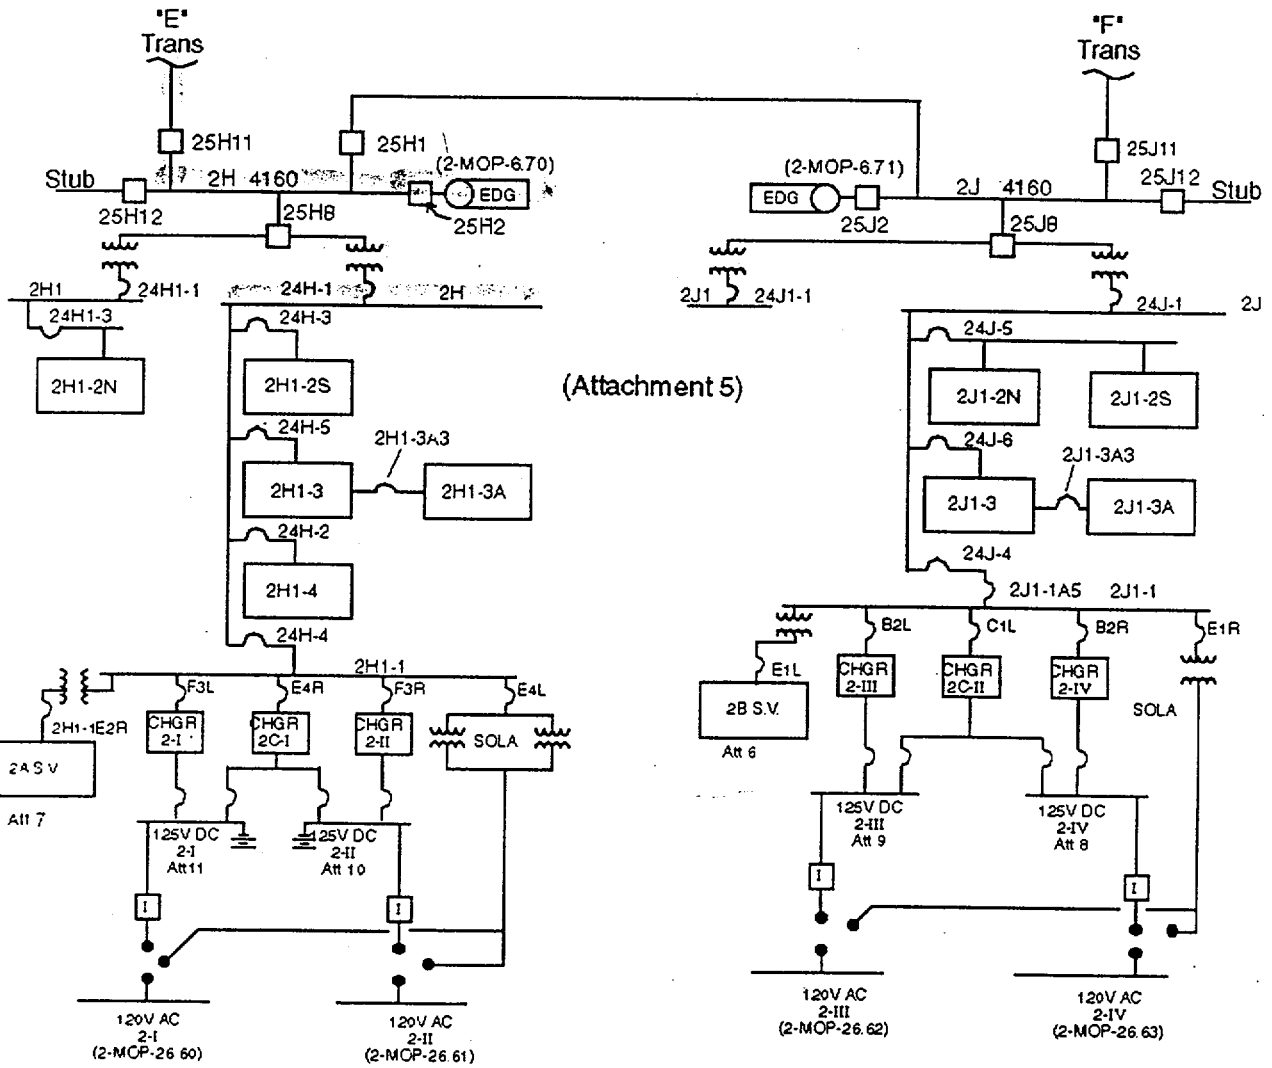 "E"
Trans
"F"
Trans
25H11
25H1
(2-MOP-6.70)
(2-MOP-6.71)
25J11
Stub
2H 4160
EDG
EDG
2J 4160
25J12
Stub
25H12
25H8
25H2
25J2
25J8
2H1
24H1-1
24H-1
2H
2J1
24J1-1
24J-1
2J
24H1-3
24H-3
24J-5
2H1-2N
2H1-2S
(Attachment 5)
2J1-2N
2J1-2S
24H-5
2H1-3A3
24J-6
2J1-3A3
2H1-3
2H1-3A
2J1-3
2J1-3A
24H-2
24J-4
2H1-4
2J1-1A5
2J1-1
24H-4
B2L
C1L
B2R
E1R
2H1-1
E1L
CHGR
2-III
CHGR
2C-II
CHGR
2-IV
F3L
E4R
F3R
E4L
2B S.V.
SOLA
2H1-1E2R
CHGR
2-I
CHGR
2C-I
CHGR
2-II
SOLA
Att 6
2A S V
Att 7
125V DC
2-I
Att11
125V DC
2-II
Att 10
125V DC
2-III
Att 9
125V DC
2-IV
Att 8
I
I
I
I
120V AC
2-I
(2-MOP-26 60)
120V AC
2-II
(2-MOP-26.61)
120V AC
2-III
(2-MOP-26.62)
120V AC
2-IV
(2-MOP-26.63)